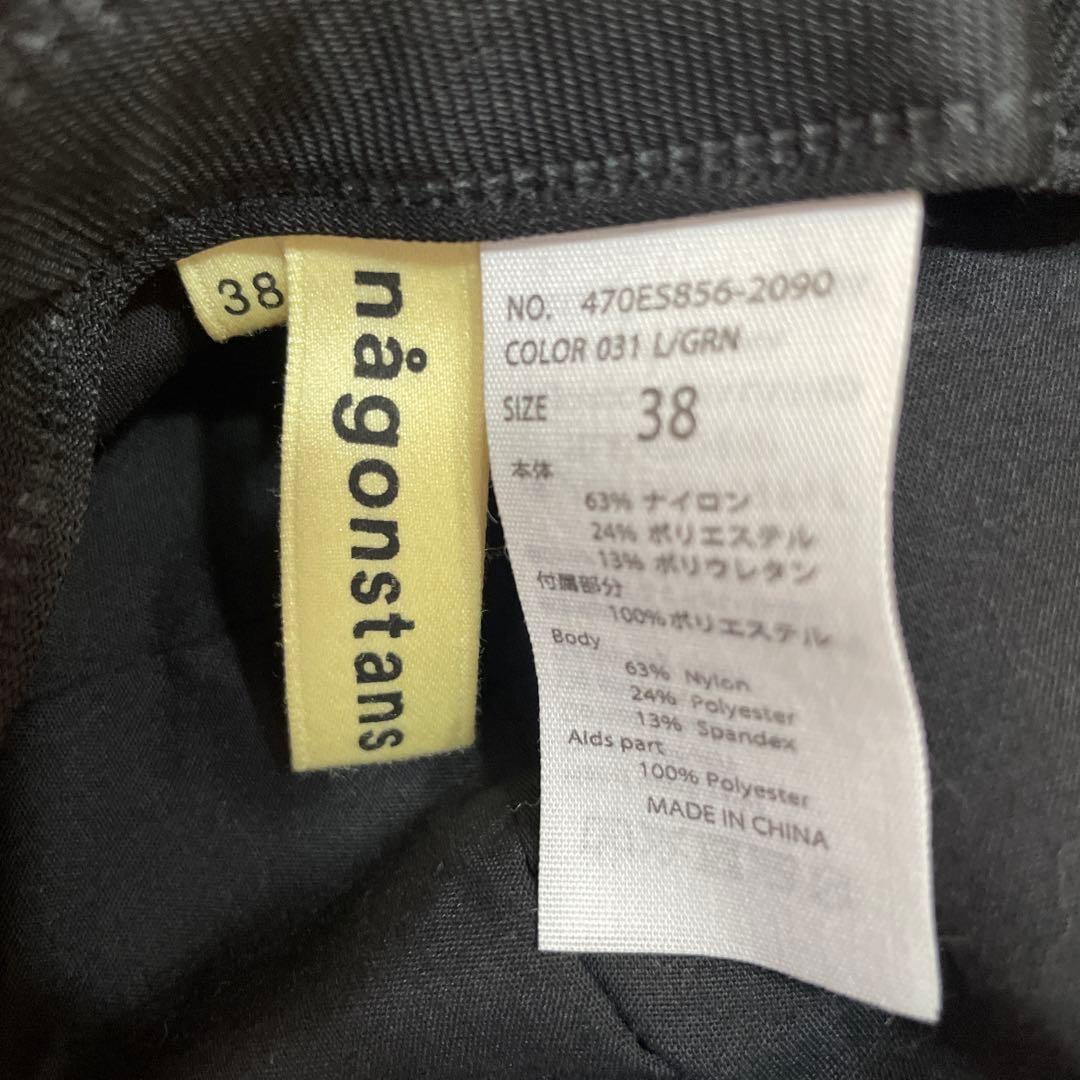 38
någonstans
NO. 470ES856-2090
COLOR 031 L/GRN
SIZE 38
本体
63% ナイロン
24% ポリエステル
13% ポリウレタン
付属部分
100% ポリエステル
Body
63% Nylon
24% Polyester
13% Spandex
Aids part
100% Polyester
MADE IN CHINA